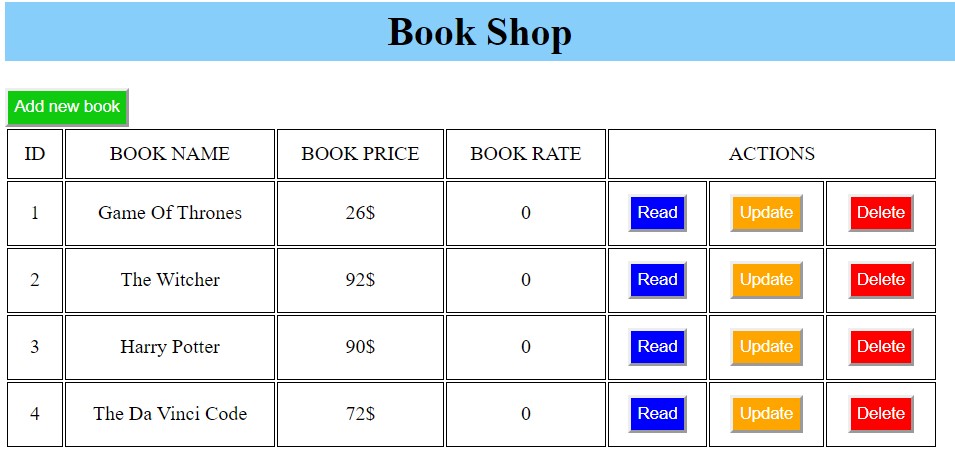 Book Shop
Add new book
ID BOOK NAME BOOK PRICE BOOK RATE ACTIONS
1 Game Of Thrones 26$ 0 Read Update Delete
2 The Witcher 92$ 0 Read Update Delete
3 Harry Potter 90$ 0 Read Update Delete
4 The Da Vinci Code 72$ 0 Read Update Delete